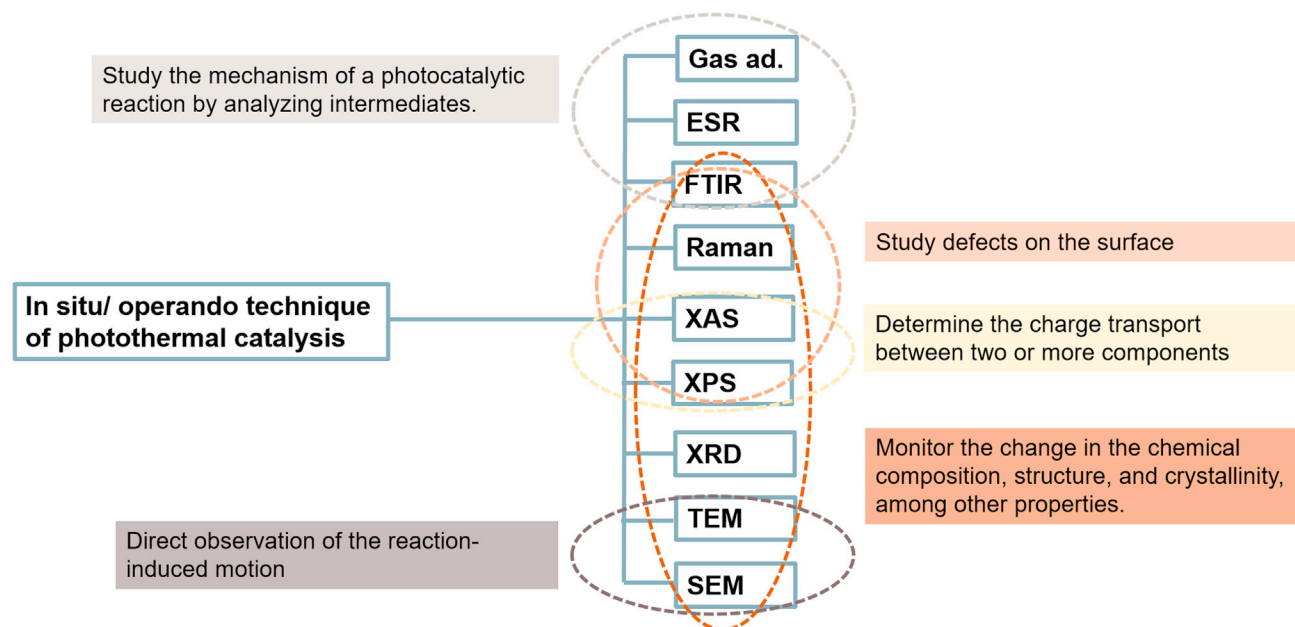 Study the mechanism of a photocatalytic
reaction by analyzing intermediates.
In situ/ operando technique
of photothermal catalysis
Direct observation of the reaction-
induced motion
Gas ad.
ESR
FTIR
Raman
XAS
XPS
XRD
TEM
SEM
Study defects on the surface
Determine the charge transport
between two or more components
Monitor the change in the chemical
composition, structure, and crystallinity,
among other properties.